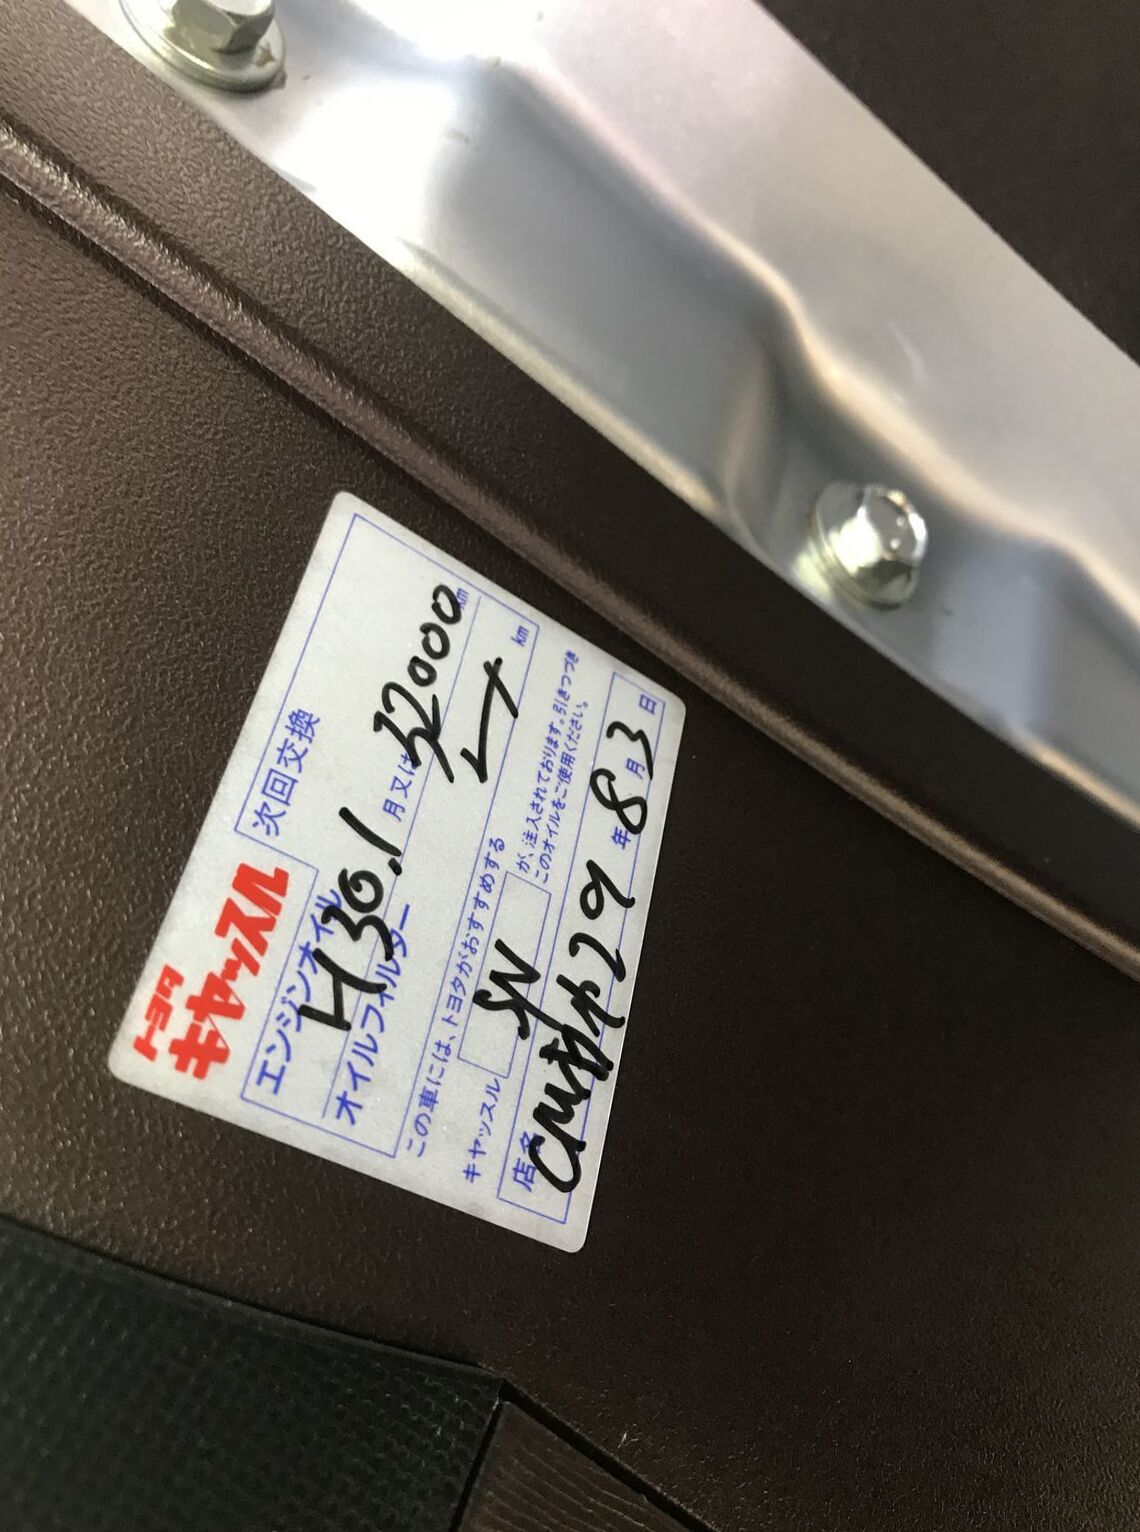 トヨタ
キャッスル
次回交換
エンジンオイル H30.1 月又は 32000 km
オイルフィルター km
この車には、トヨタがおすすめする
キャッスル SN が、注入されております。引きつづき
このオイルをご使用ください。
店名 29 年 8 月 3 日